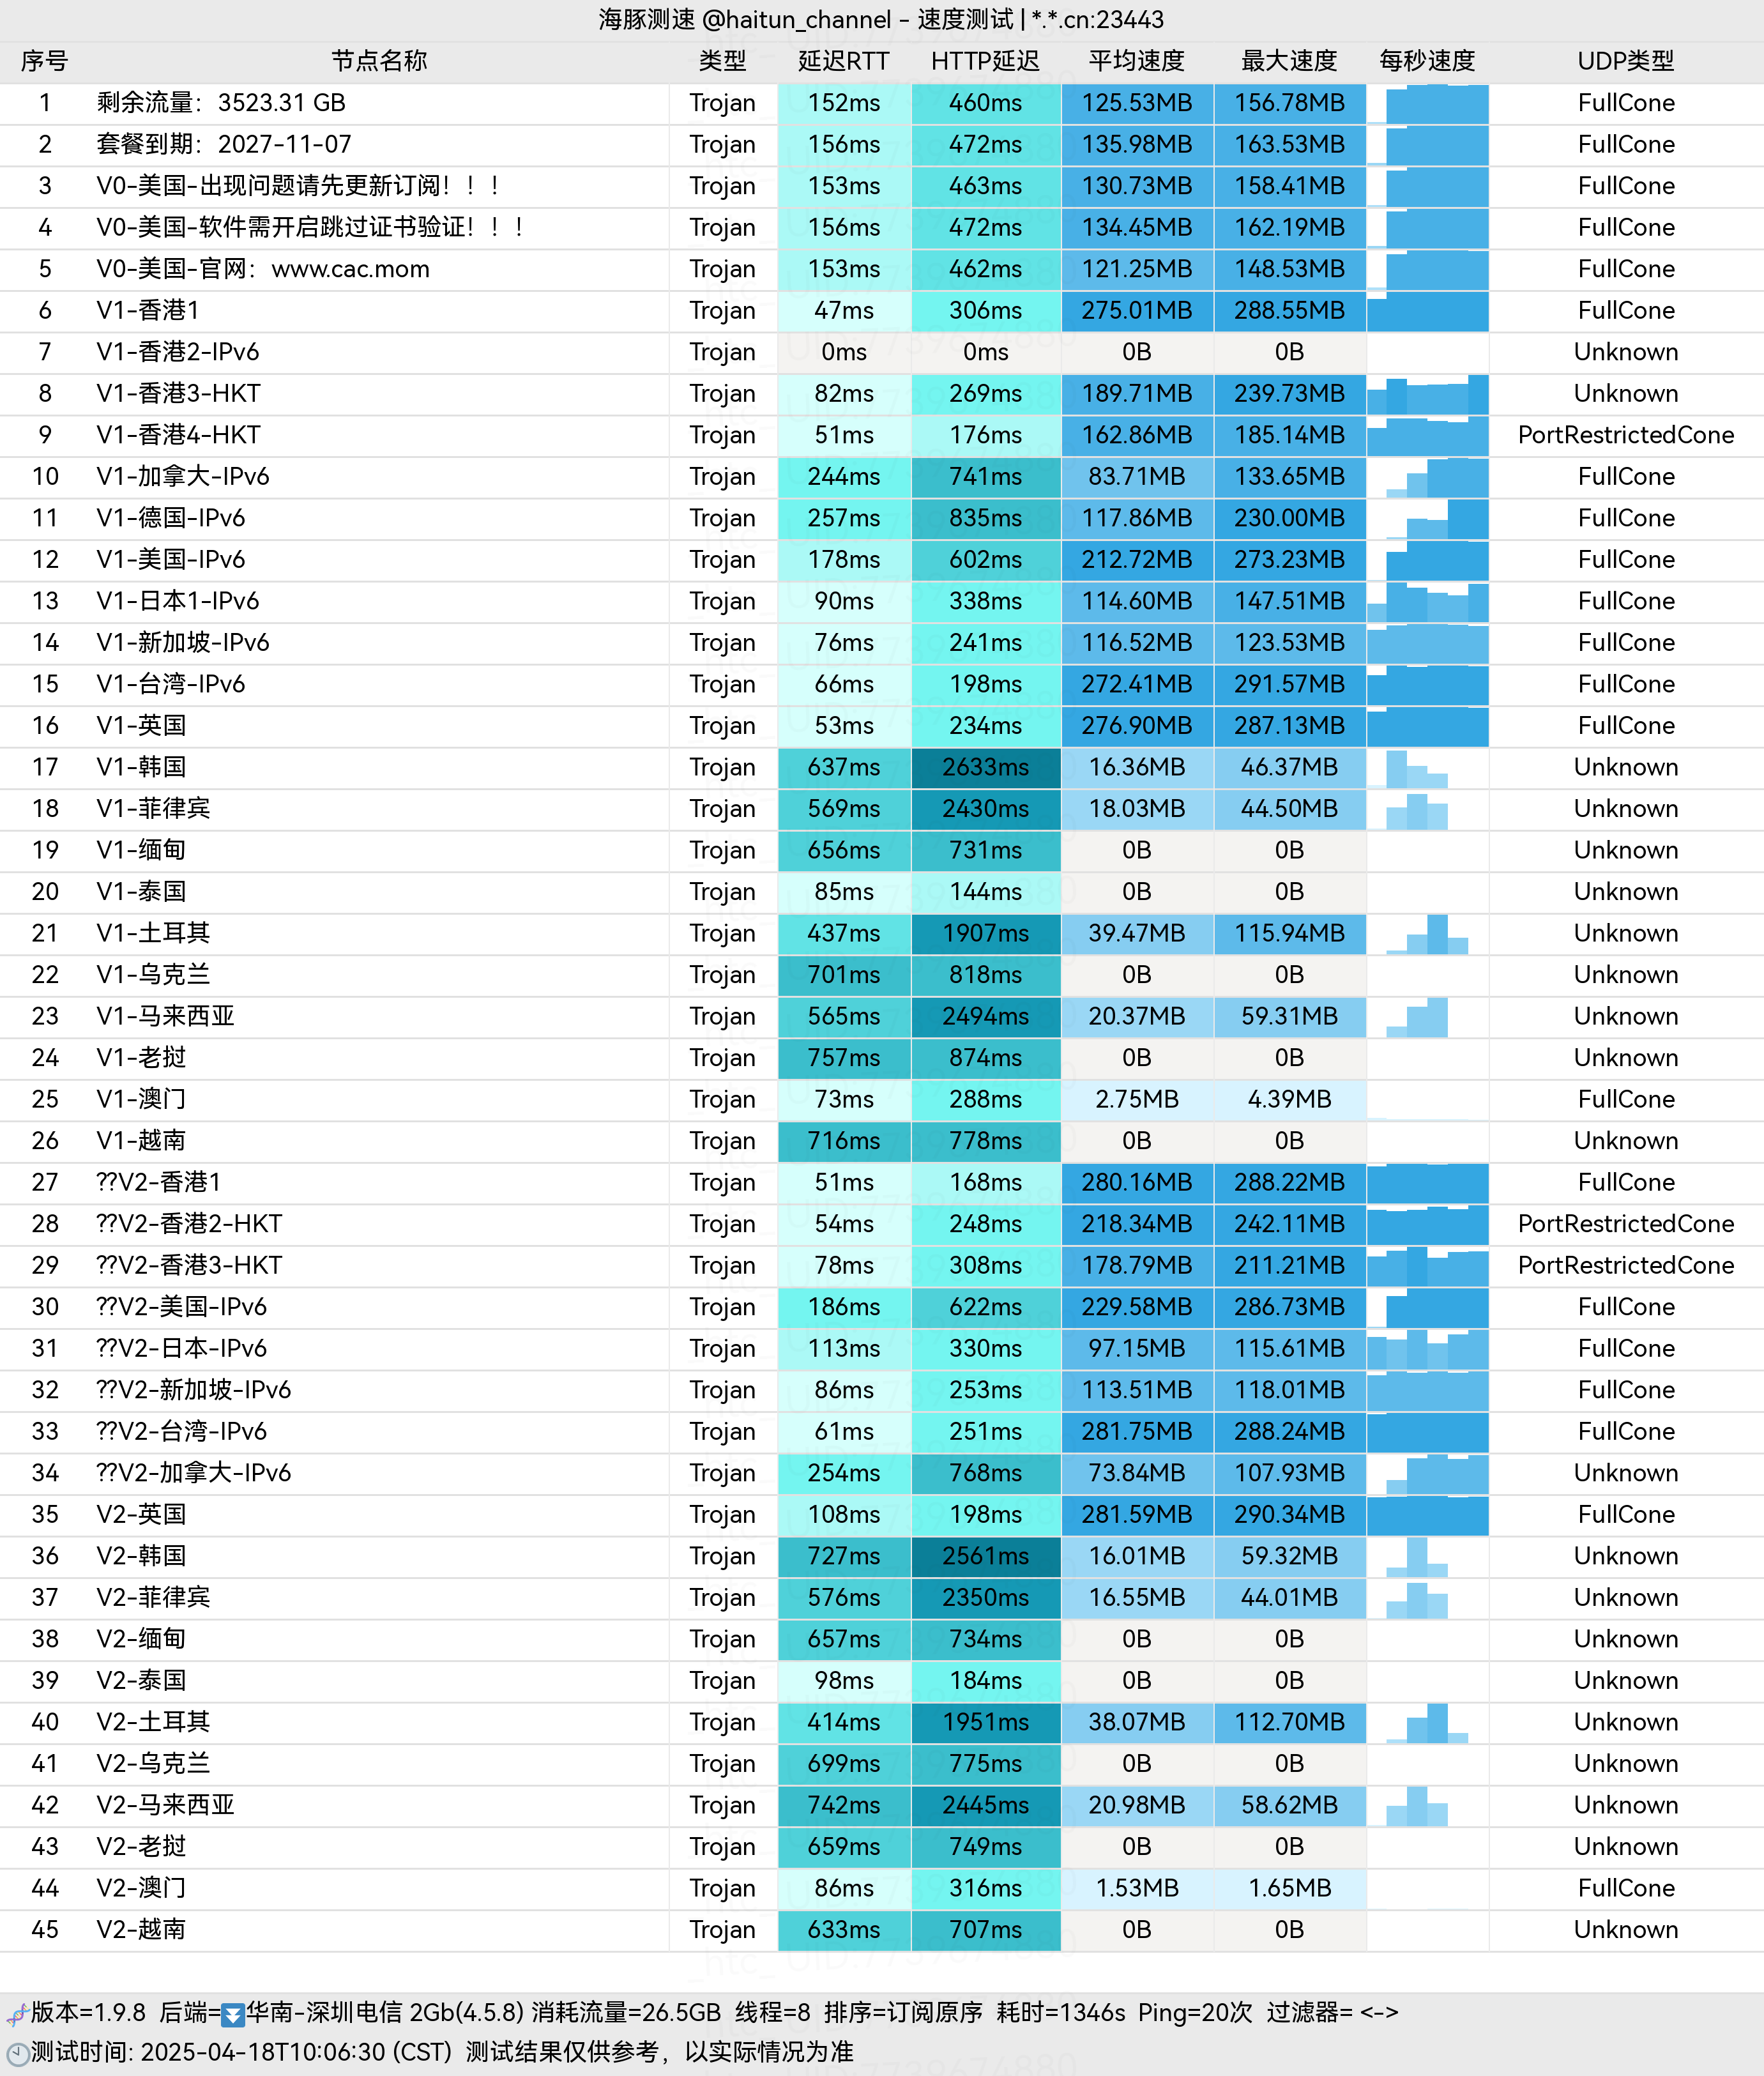 海豚测速 @haitun_channel - 速度测试 | *.*.cn:23443
序号 节点名称 类型 延迟RTT HTTP延迟 平均速度 最大速度 每秒速度 UDP类型
1 剩余流量：3523.31 GB Trojan 152ms 460ms 125.53MB 156.78MB FullCone
2 套餐到期：2027-11-07 Trojan 156ms 472ms 135.98MB 163.53MB FullCone
3 V0-美国-出现问题请先更新订阅！！！ Trojan 153ms 463ms 130.73MB 158.41MB FullCone
4 V0-美国-软件需开启跳过证书验证！！！ Trojan 156ms 472ms 134.45MB 162.19MB FullCone
5 V0-美国-官网：www.cac.mom Trojan 153ms 462ms 121.25MB 148.53MB FullCone
6 V1-香港1 Trojan 47ms 306ms 275.01MB 288.55MB FullCone
7 V1-香港2-IPv6 Trojan 0ms 0ms 0B 0B Unknown
8 V1-香港3-HKT Trojan 82ms 269ms 189.71MB 239.73MB Unknown
9 V1-香港4-HKT Trojan 51ms 176ms 162.86MB 185.14MB PortRestrictedCone
10 V1-加拿大-IPv6 Trojan 244ms 741ms 83.71MB 133.65MB FullCone
11 V1-德国-IPv6 Trojan 257ms 835ms 117.86MB 230.00MB FullCone
12 V1-美国-IPv6 Trojan 178ms 602ms 212.72MB 273.23MB FullCone
13 V1-日本1-IPv6 Trojan 90ms 338ms 114.60MB 147.51MB FullCone
14 V1-新加坡-IPv6 Trojan 76ms 241ms 116.52MB 123.53MB FullCone
15 V1-台湾-IPv6 Trojan 66ms 198ms 272.41MB 291.57MB FullCone
16 V1-英国 Trojan 53ms 234ms 276.90MB 287.13MB FullCone
17 V1-韩国 Trojan 637ms 2633ms 16.36MB 46.37MB Unknown
18 V1-菲律宾 Trojan 569ms 2430ms 18.03MB 44.50MB Unknown
19 V1-缅甸 Trojan 656ms 731ms 0B 0B Unknown
20 V1-泰国 Trojan 85ms 144ms 0B 0B Unknown
21 V1-土耳其 Trojan 437ms 1907ms 39.47MB 115.94MB Unknown
22 V1-乌克兰 Trojan 701ms 818ms 0B 0B Unknown
23 V1-马来西亚 Trojan 565ms 2494ms 20.37MB 59.31MB Unknown
24 V1-老挝 Trojan 757ms 874ms 0B 0B Unknown
25 V1-澳门 Trojan 73ms 288ms 2.75MB 4.39MB FullCone
26 V1-越南 Trojan 716ms 778ms 0B 0B Unknown
27 ??V2-香港1 Trojan 51ms 168ms 280.16MB 288.22MB FullCone
28 ??V2-香港2-HKT Trojan 54ms 248ms 218.34MB 242.11MB PortRestrictedCone
29 ??V2-香港3-HKT Trojan 78ms 308ms 178.79MB 211.21MB PortRestrictedCone
30 ??V2-美国-IPv6 Trojan 186ms 622ms 229.58MB 286.73MB FullCone
31 ??V2-日本-IPv6 Trojan 113ms 330ms 97.15MB 115.61MB FullCone
32 ??V2-新加坡-IPv6 Trojan 86ms 253ms 113.51MB 118.01MB FullCone
33 ??V2-台湾-IPv6 Trojan 61ms 251ms 281.75MB 288.24MB FullCone
34 ??V2-加拿大-IPv6 Trojan 254ms 768ms 73.84MB 107.93MB Unknown
35 V2-英国 Trojan 108ms 198ms 281.59MB 290.34MB FullCone
36 V2-韩国 Trojan 727ms 2561ms 16.01MB 59.32MB Unknown
37 V2-菲律宾 Trojan 576ms 2350ms 16.55MB 44.01MB Unknown
38 V2-缅甸 Trojan 657ms 734ms 0B 0B Unknown
39 V2-泰国 Trojan 98ms 184ms 0B 0B Unknown
40 V2-土耳其 Trojan 414ms 1951ms 38.07MB 112.70MB Unknown
41 V2-乌克兰 Trojan 699ms 775ms 0B 0B Unknown
42 V2-马来西亚 Trojan 742ms 2445ms 20.98MB 58.62MB Unknown
43 V2-老挝 Trojan 659ms 749ms 0B 0B Unknown
44 V2-澳门 Trojan 86ms 316ms 1.53MB 1.65MB FullCone
45 V2-越南 Trojan 633ms 707ms 0B 0B Unknown
版本=1.9.8 后端=华南-深圳电信 2Gb(4.5.8) 消耗流量=26.5GB 线程=8 排序=订阅原序 耗时=1346s Ping=20次 过滤器= <->
测试时间: 2025-04-18T10:06:30 (CST) 测试结果仅供参考，以实际情况为准